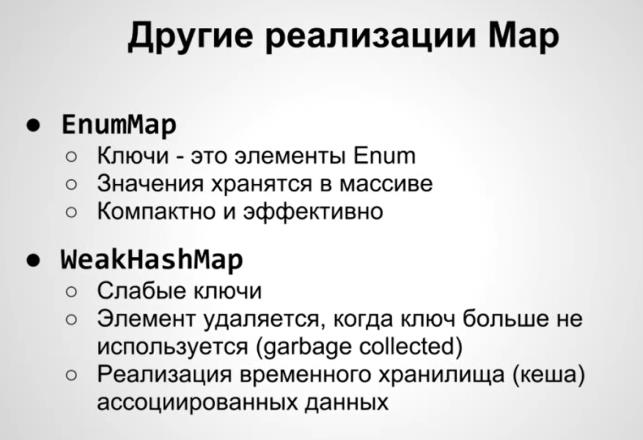 Другие реализации Map
● EnumMap
○ Ключи - это элементы Enum
○ Значения хранятся в массиве
○ Компактно и эффективно
● WeakHashMap
○ Слабые ключи
○ Элемент удаляется, когда ключ больше не
используется (garbage collected)
○ Реализация временного хранилища (кеша)
ассоциированных данных